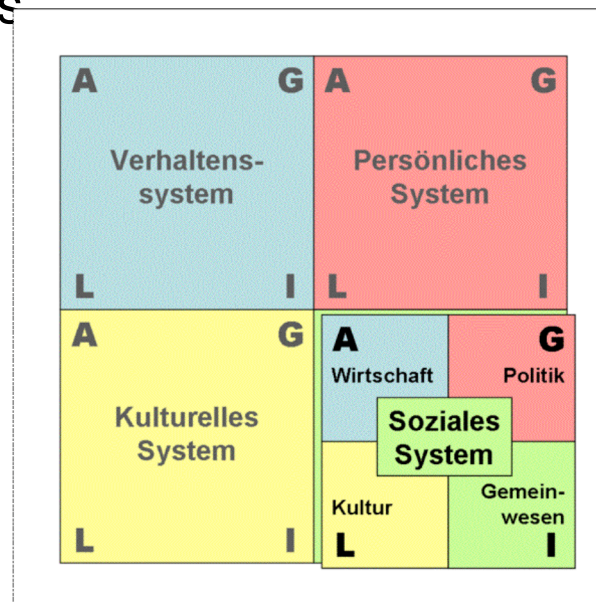 s
A G A G
Verhaltens-
system
Persönliches
System
L I L I
A G
Kulturelles
System
L I
A G
Wirtschaft Politik
Soziales
System
Kultur
Gemein-
wesen
L I